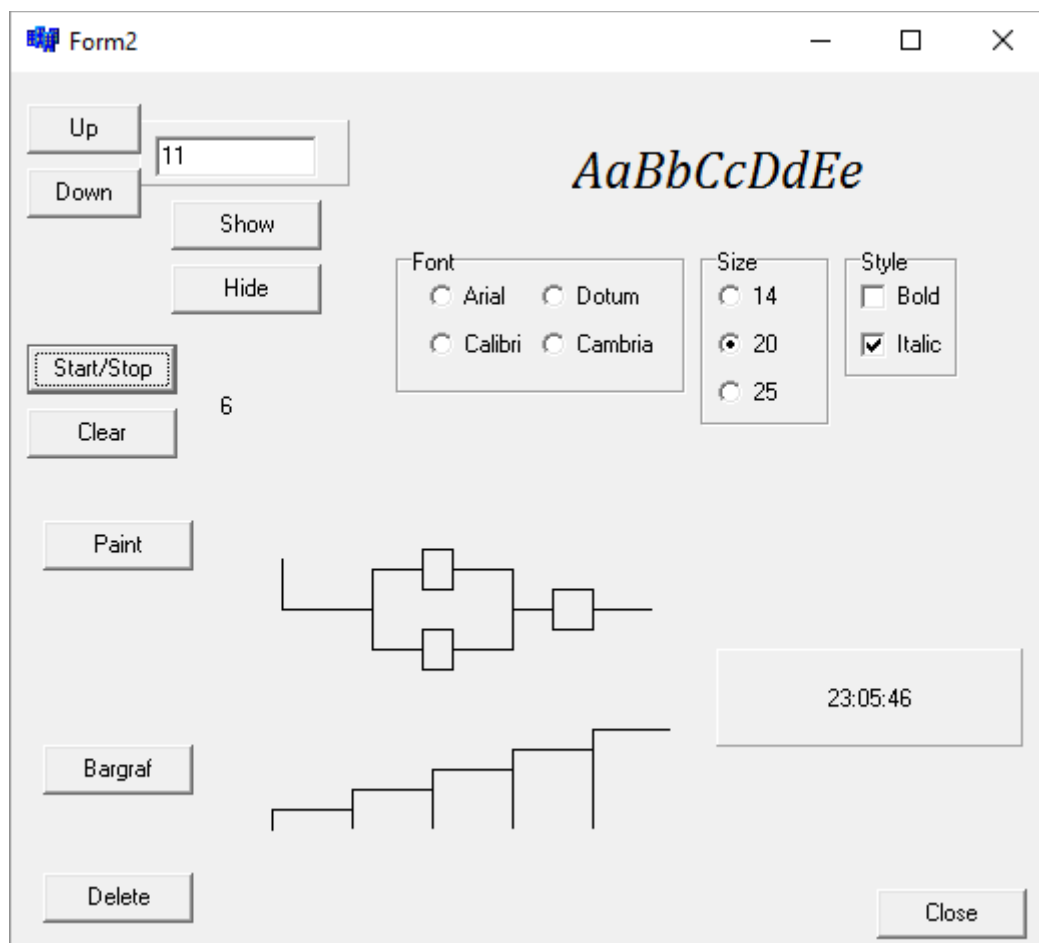 Form2
Up
11
Down
Show
Hide
AaBbCcDdEe
Font
Arial Dotum
Calibri Cambria
Size
14
20
25
Style
Bold
Italic
Start/Stop
6
Clear
Paint
23:05:46
Bargraf
Delete
Close